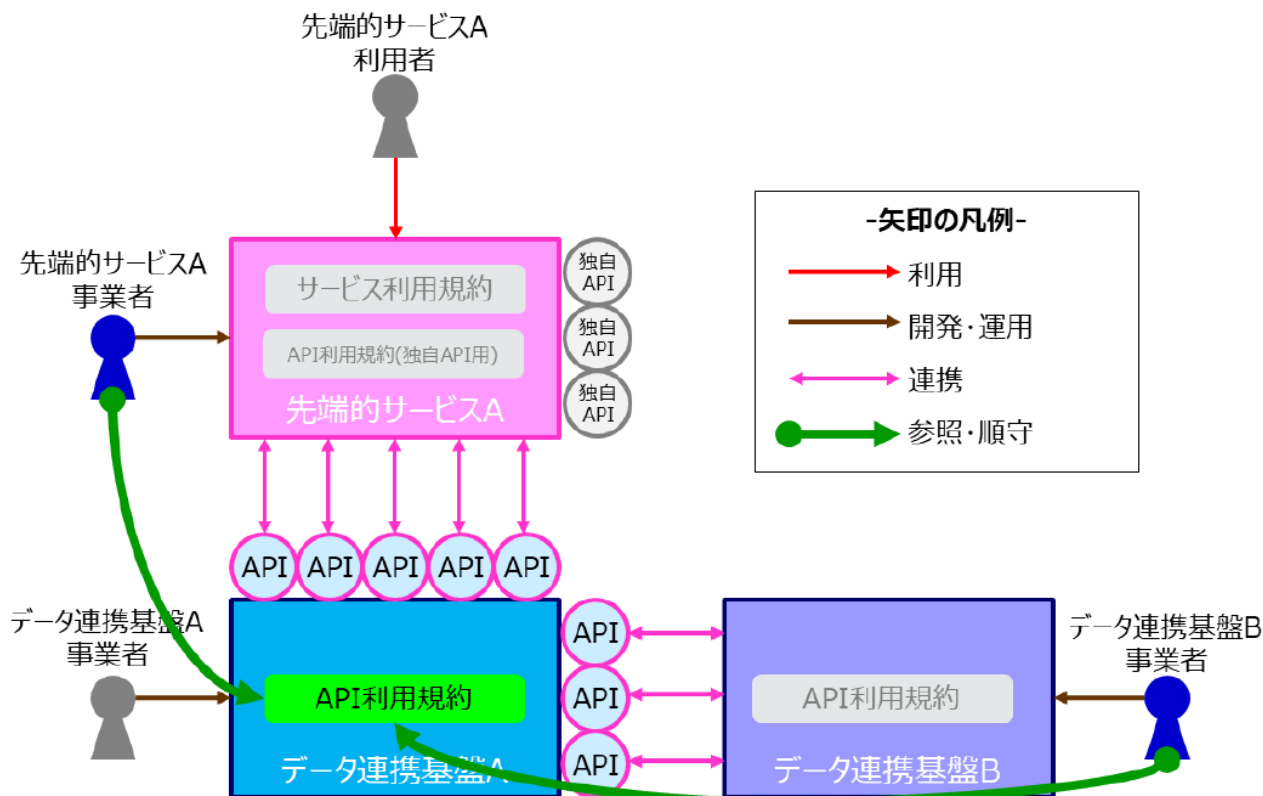 先端的サービスA
利用者
先端的サービスA
事業者
サービス利用規約
API利用規約(独自API用)
先端的サービスA
独自
API
独自
API
独自
API
-矢印の凡例-
利用
開発・運用
連携
参照・順守
API
API
API
API
API
データ連携基盤A
事業者
API利用規約
データ連携基盤A
API
API
API
API利用規約
データ連携基盤B
データ連携基盤B
事業者